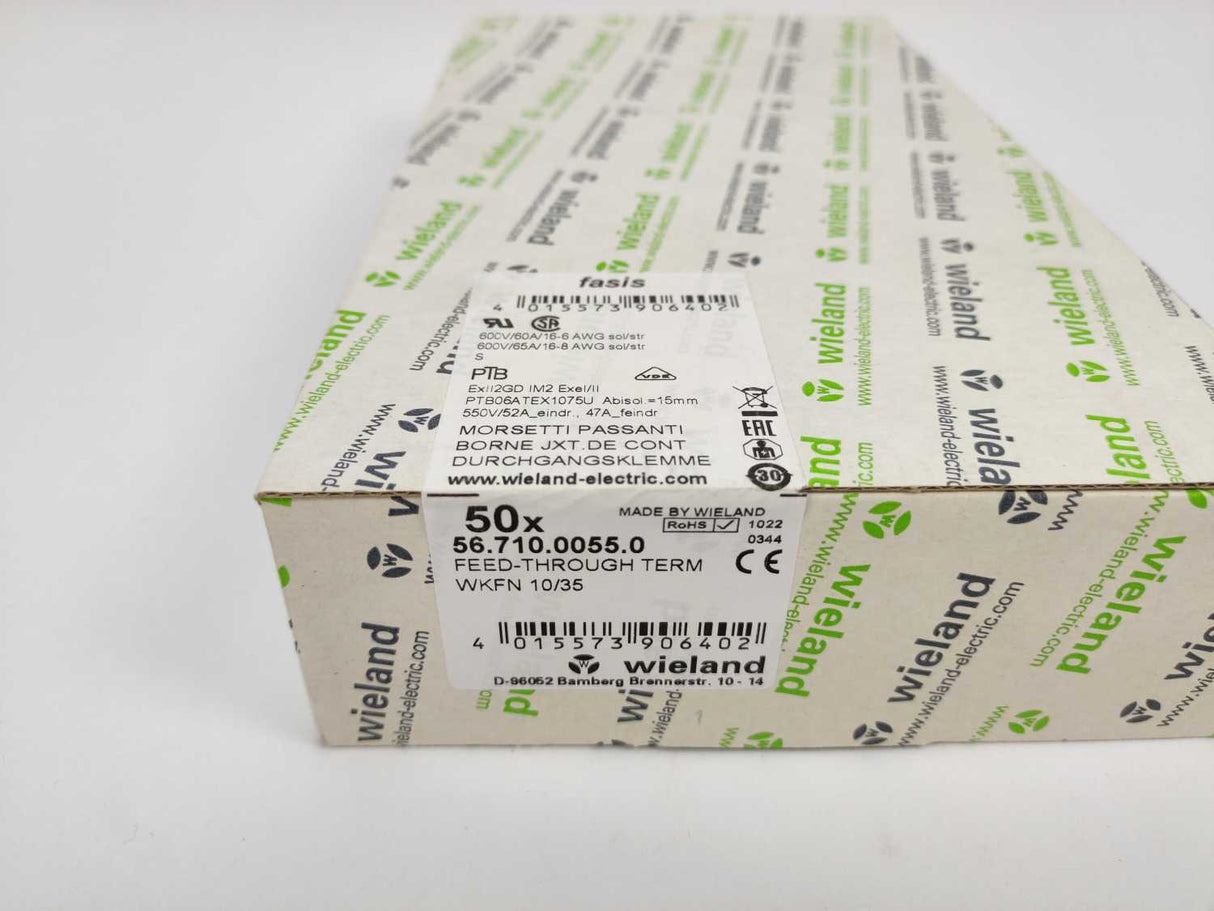 fasis
4 015573 906402
600V/60A/16-6 AWG sol/str
600V/65A/16-8 AWG sol/str
S
PTB
VDE
ExII2GD IM2 ExeI/II
PTB06ATEX1075U Abisol.=15mm
550V/52A_eindr., 47A_feindr
EAC
MORSETTI PASSANTI
BORNE JXT.DE CONT
DURCHGANGSKLEMME
www.wieland-electric.com
30
50x
MADE BY WIELAND
RoHS 1022
56.710.0055.0
0344
FEED-THROUGH TERM
CE
WKFN 10/35
4 015573 906402
wieland
D-96052 Bamberg Brennerstr. 10 - 14
wieland
www.wieland-electric.com